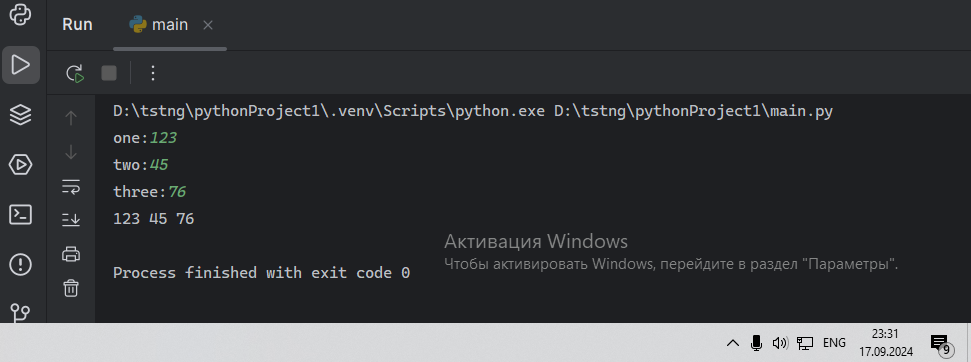 Run
main
D:\tstng\pythonProject1\.venv\Scripts\python.exe D:\tstng\pythonProject1\main.py
one:123
two:45
three:76
123 45 76
Активация Windows
Чтобы активировать Windows, перейдите в раздел "Параметры".
Process finished with exit code 0
ENG
23:31
17.09.2024
9